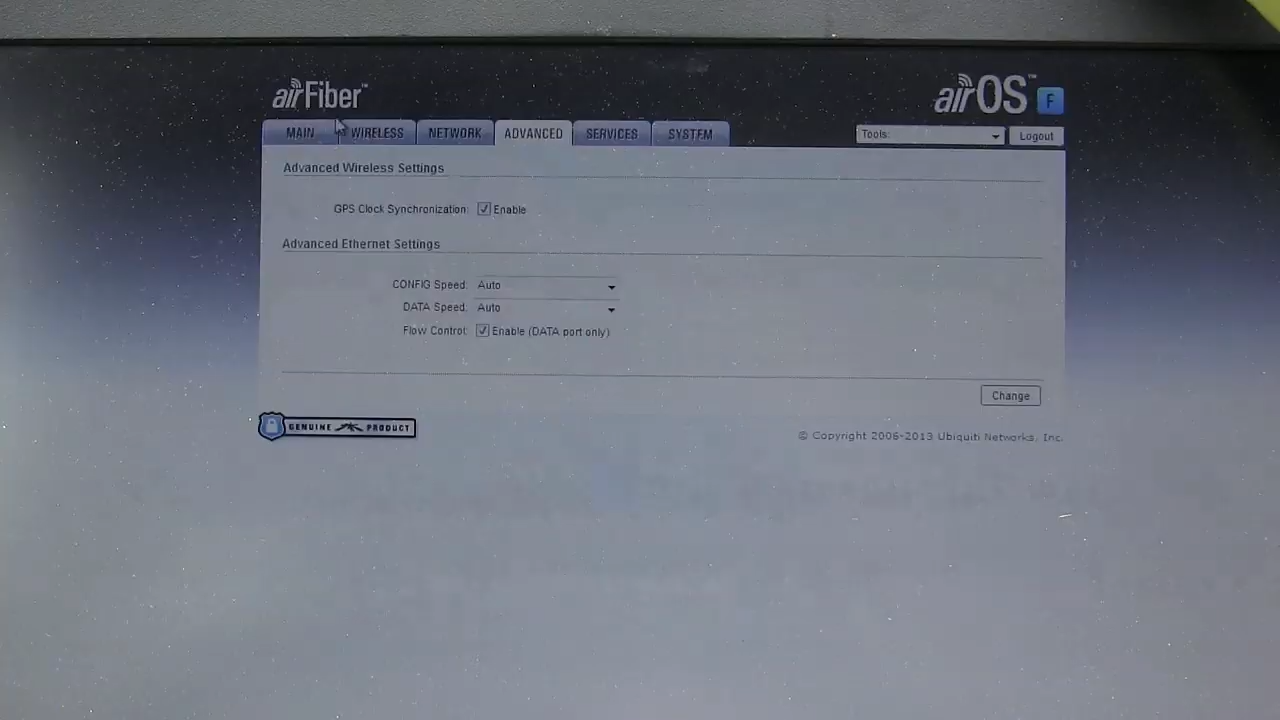 airFiber™
airOS™ F
MAIN WIRELESS NETWORK ADVANCED SERVICES SYSTEM
Tools: Logout
Advanced Wireless Settings
GPS Clock Synchronization: Enable
Advanced Ethernet Settings
CONFIG Speed: Auto
DATA Speed: Auto
Flow Control: Enable (DATA port only)
Change
GENUINE PRODUCT
© Copyright 2006-2013 Ubiquiti Networks, Inc.